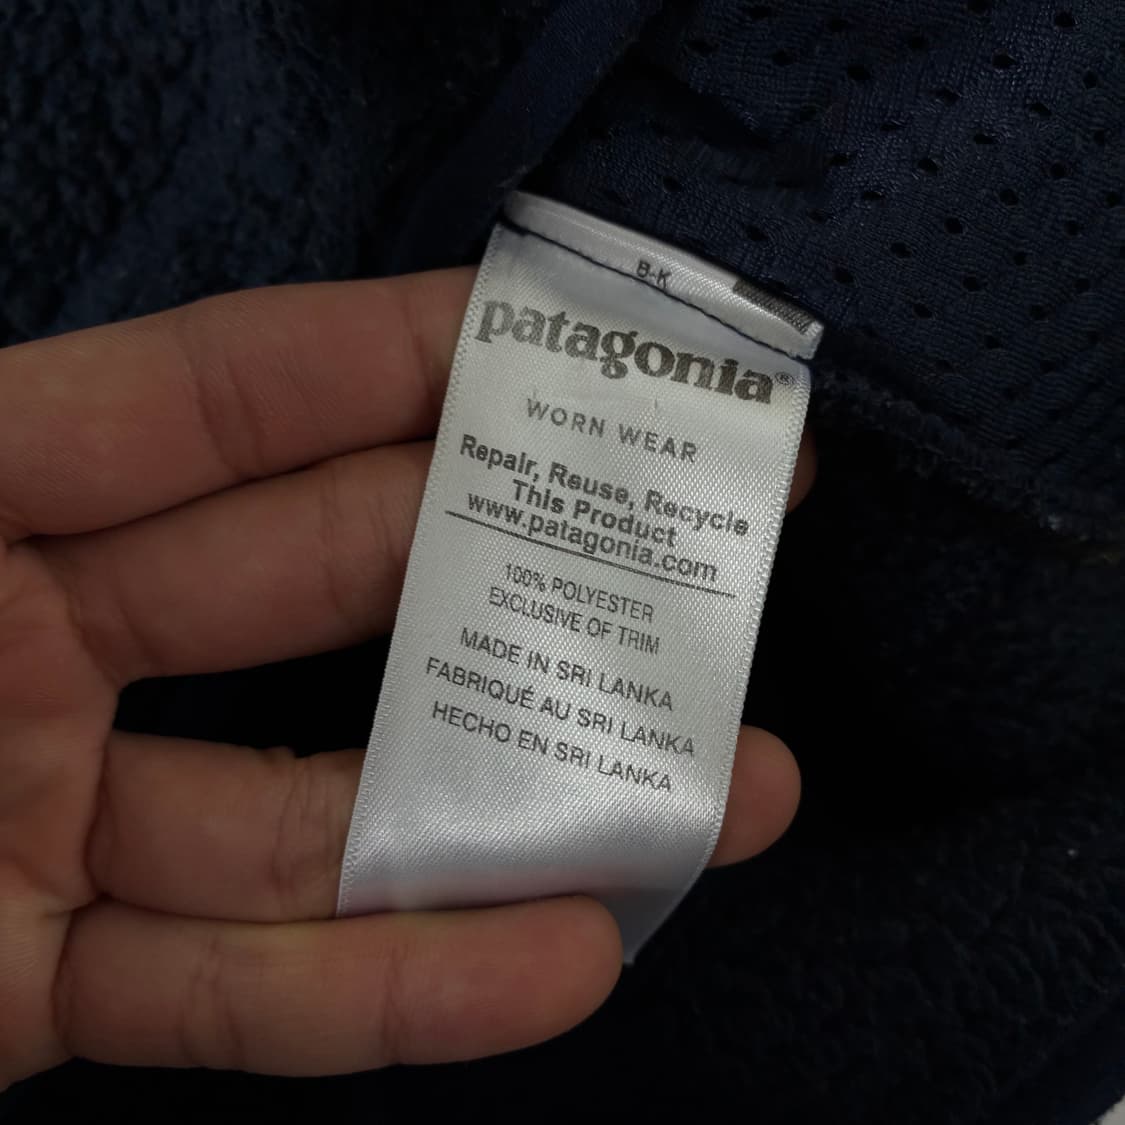 B-K
patagonia®
WORN WEAR
Repair, Reuse, Recycle
This Product
www.patagonia.com
100% POLYESTER
EXCLUSIVE OF TRIM
MADE IN SRI LANKA
FABRIQUÉ AU SRI LANKA
HECHO EN SRI LANKA